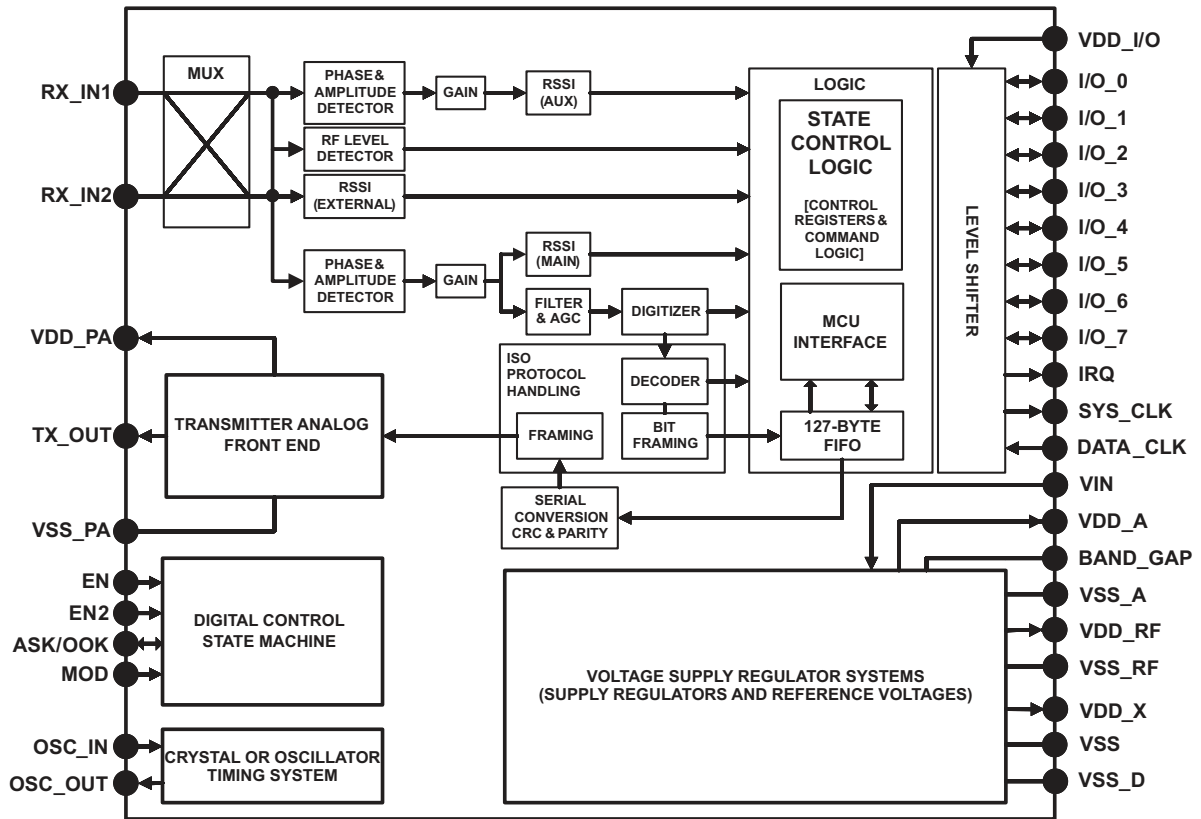 RX_IN1
RX_IN2
VDD_PA
TX_OUT
VSS_PA
EN
EN2
ASK/OOK
MOD
OSC_IN
OSC_OUT
MUX
PHASE &
AMPLITUDE
DETECTOR
GAIN
RSSI
(AUX)
RF LEVEL
DETECTOR
RSSI
(EXTERNAL)
PHASE &
AMPLITUDE
DETECTOR
GAIN
RSSI
(MAIN)
FILTER
& AGC
DIGITIZER
ISO
PROTOCOL
HANDLING
DECODER
FRAMING
BIT
FRAMING
SERIAL
CONVERSION
CRC & PARITY
TRANSMITTER ANALOG
FRONT END
DIGITAL CONTROL
STATE MACHINE
CRYSTAL OR OSCILLATOR
TIMING SYSTEM
LOGIC
STATE
CONTROL
LOGIC
[CONTROL
REGISTERS &
COMMAND
LOGIC]
MCU
INTERFACE
127-BYTE
FIFO
LEVEL SHIFTER
VOLTAGE SUPPLY REGULATOR SYSTEMS
(SUPPLY REGULATORS AND REFERENCE VOLTAGES)
VDD_I/O
I/O_0
I/O_1
I/O_2
I/O_3
I/O_4
I/O_5
I/O_6
I/O_7
IRQ
SYS_CLK
DATA_CLK
VIN
VDD_A
BAND_GAP
VSS_A
VDD_RF
VSS_RF
VDD_X
VSS
VSS_D